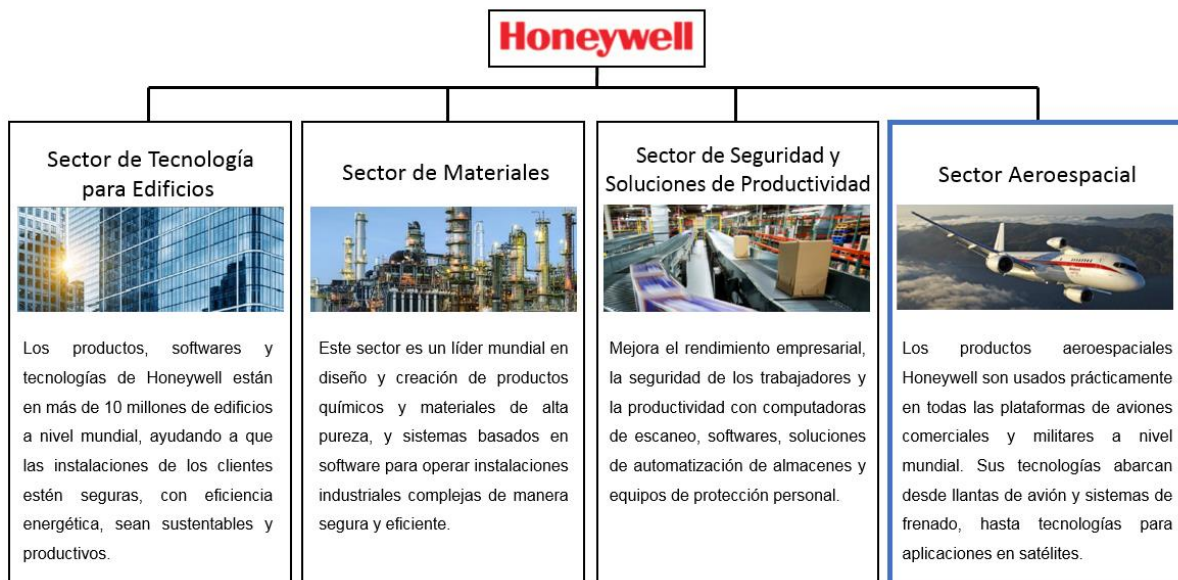 Honeywell
Sector de Tecnología
para Edificios
Los productos, softwares y
tecnologías de Honeywell están
en más de 10 millones de edificios
a nivel mundial, ayudando a que
las instalaciones de los clientes
estén seguras, con eficiencia
energética, sean sustentables y
productivos.
Sector de Materiales
Este sector es un líder mundial en
diseño y creación de productos
químicos y materiales de alta
pureza, y sistemas basados en
software para operar instalaciones
industriales complejas de manera
segura y eficiente.
Sector de Seguridad y
Soluciones de Productividad
Mejora el rendimiento empresarial,
la seguridad de los trabajadores y
la productividad con computadoras
de escaneo, softwares, soluciones
de automatización de almacenes y
equipos de protección personal.
Sector Aeroespacial
Los productos aeroespaciales
Honeywell son usados prácticamente
en todas las plataformas de aviones
comerciales y militares a nivel
mundial. Sus tecnologías abarcan
desde llantas de avión y sistemas de
frenado, hasta tecnologías para
aplicaciones en satélites.